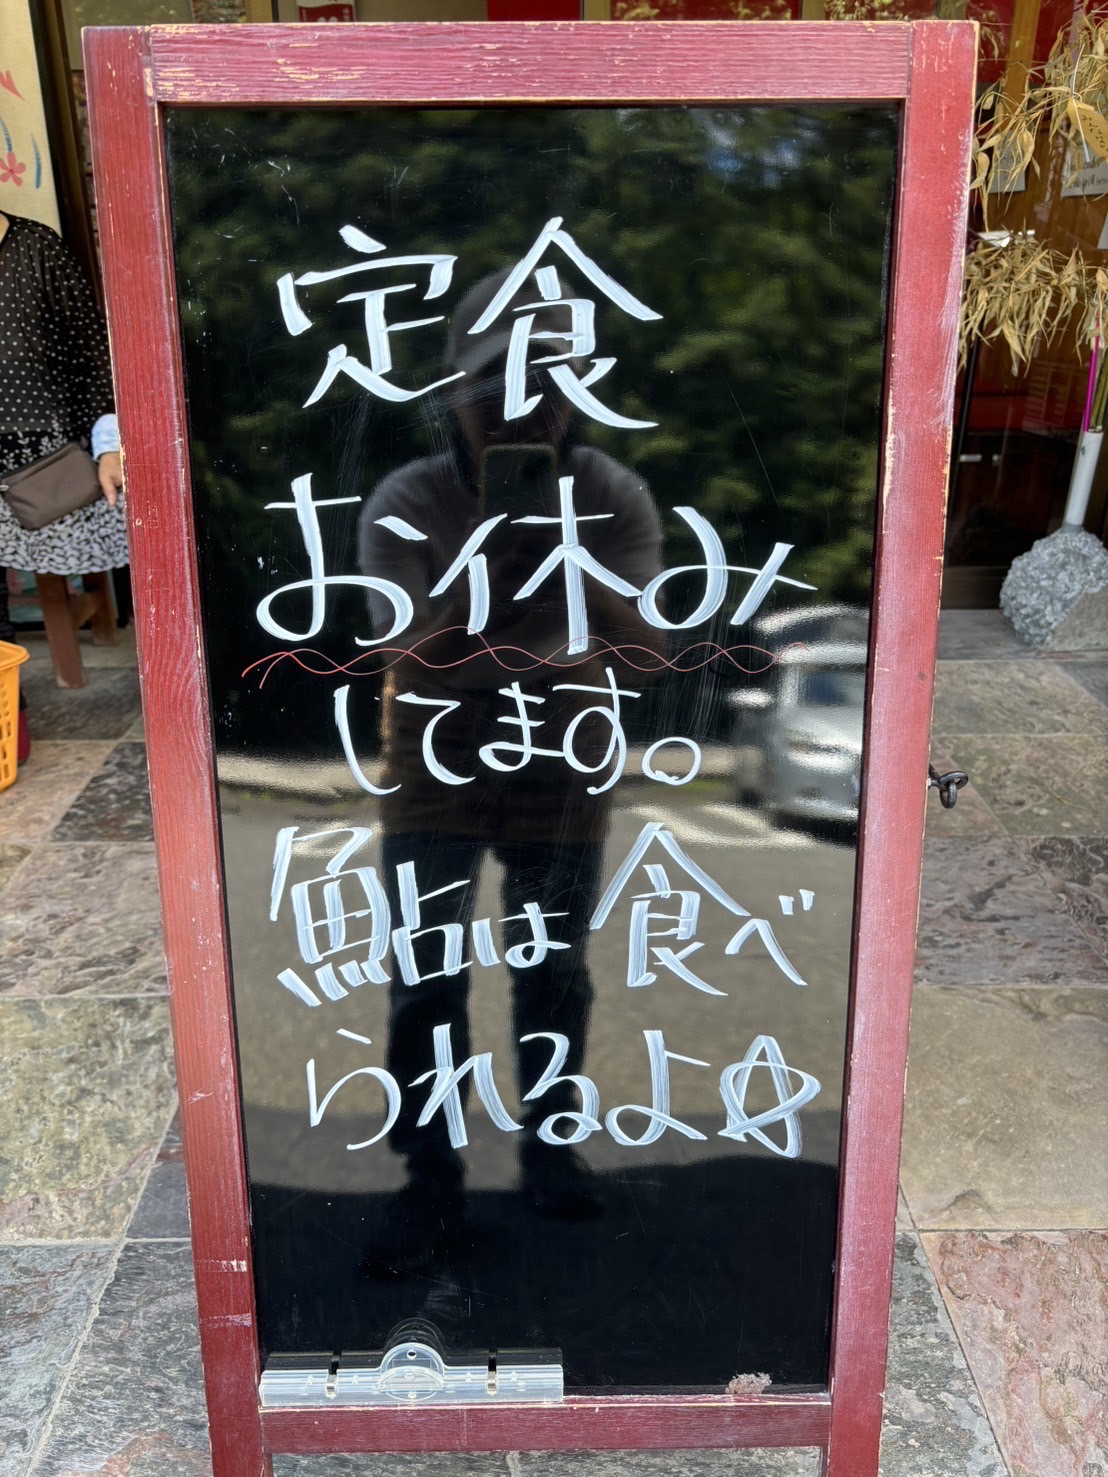 定食
お休み
してます。
鮎は食べ
られるよ☆